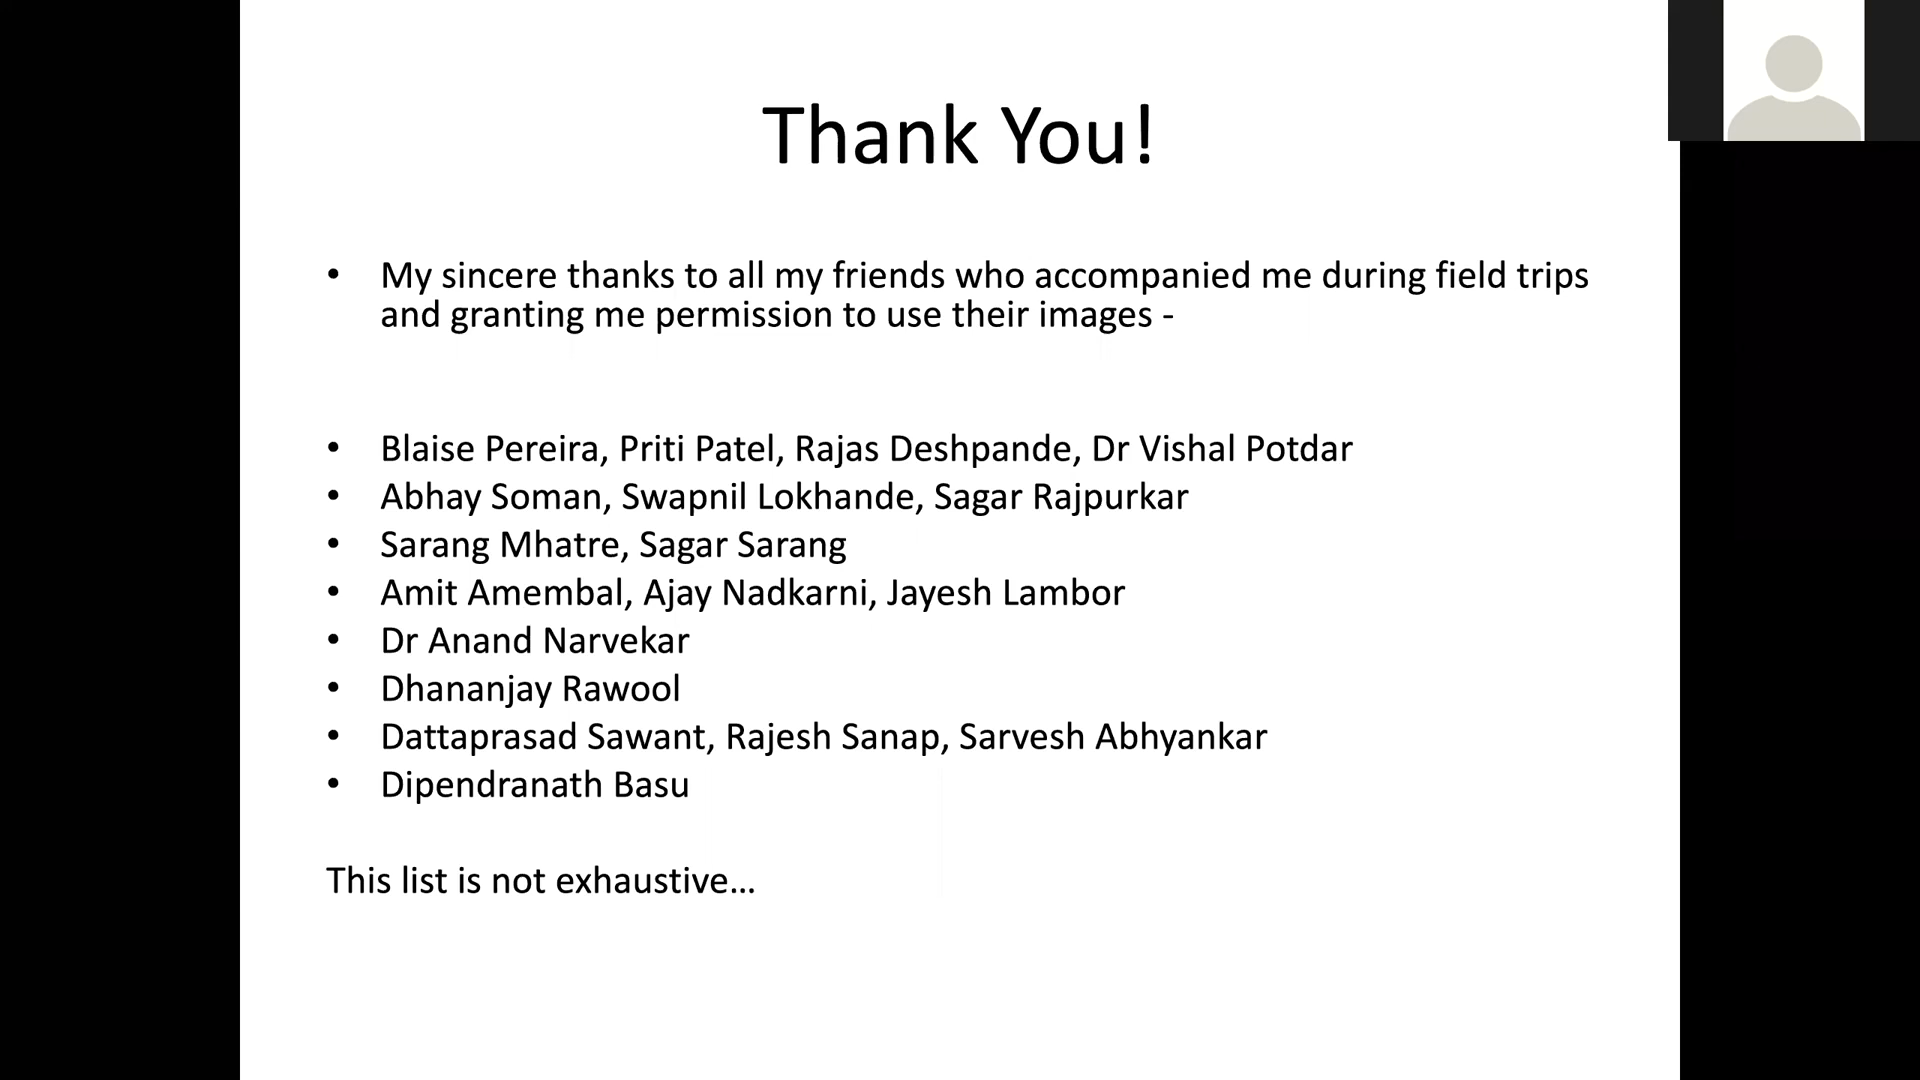 Thank You!
• My sincere thanks to all my friends who accompanied me during field trips
and granting me permission to use their images -
• Blaise Pereira, Priti Patel, Rajas Deshpande, Dr Vishal Potdar
• Abhay Soman, Swapnil Lokhande, Sagar Rajpurkar
• Sarang Mhatre, Sagar Sarang
• Amit Amembal, Ajay Nadkarni, Jayesh Lambor
• Dr Anand Narvekar
• Dhananjay Rawool
• Dattaprasad Sawant, Rajesh Sanap, Sarvesh Abhyankar
• Dipendranath Basu
This list is not exhaustive…